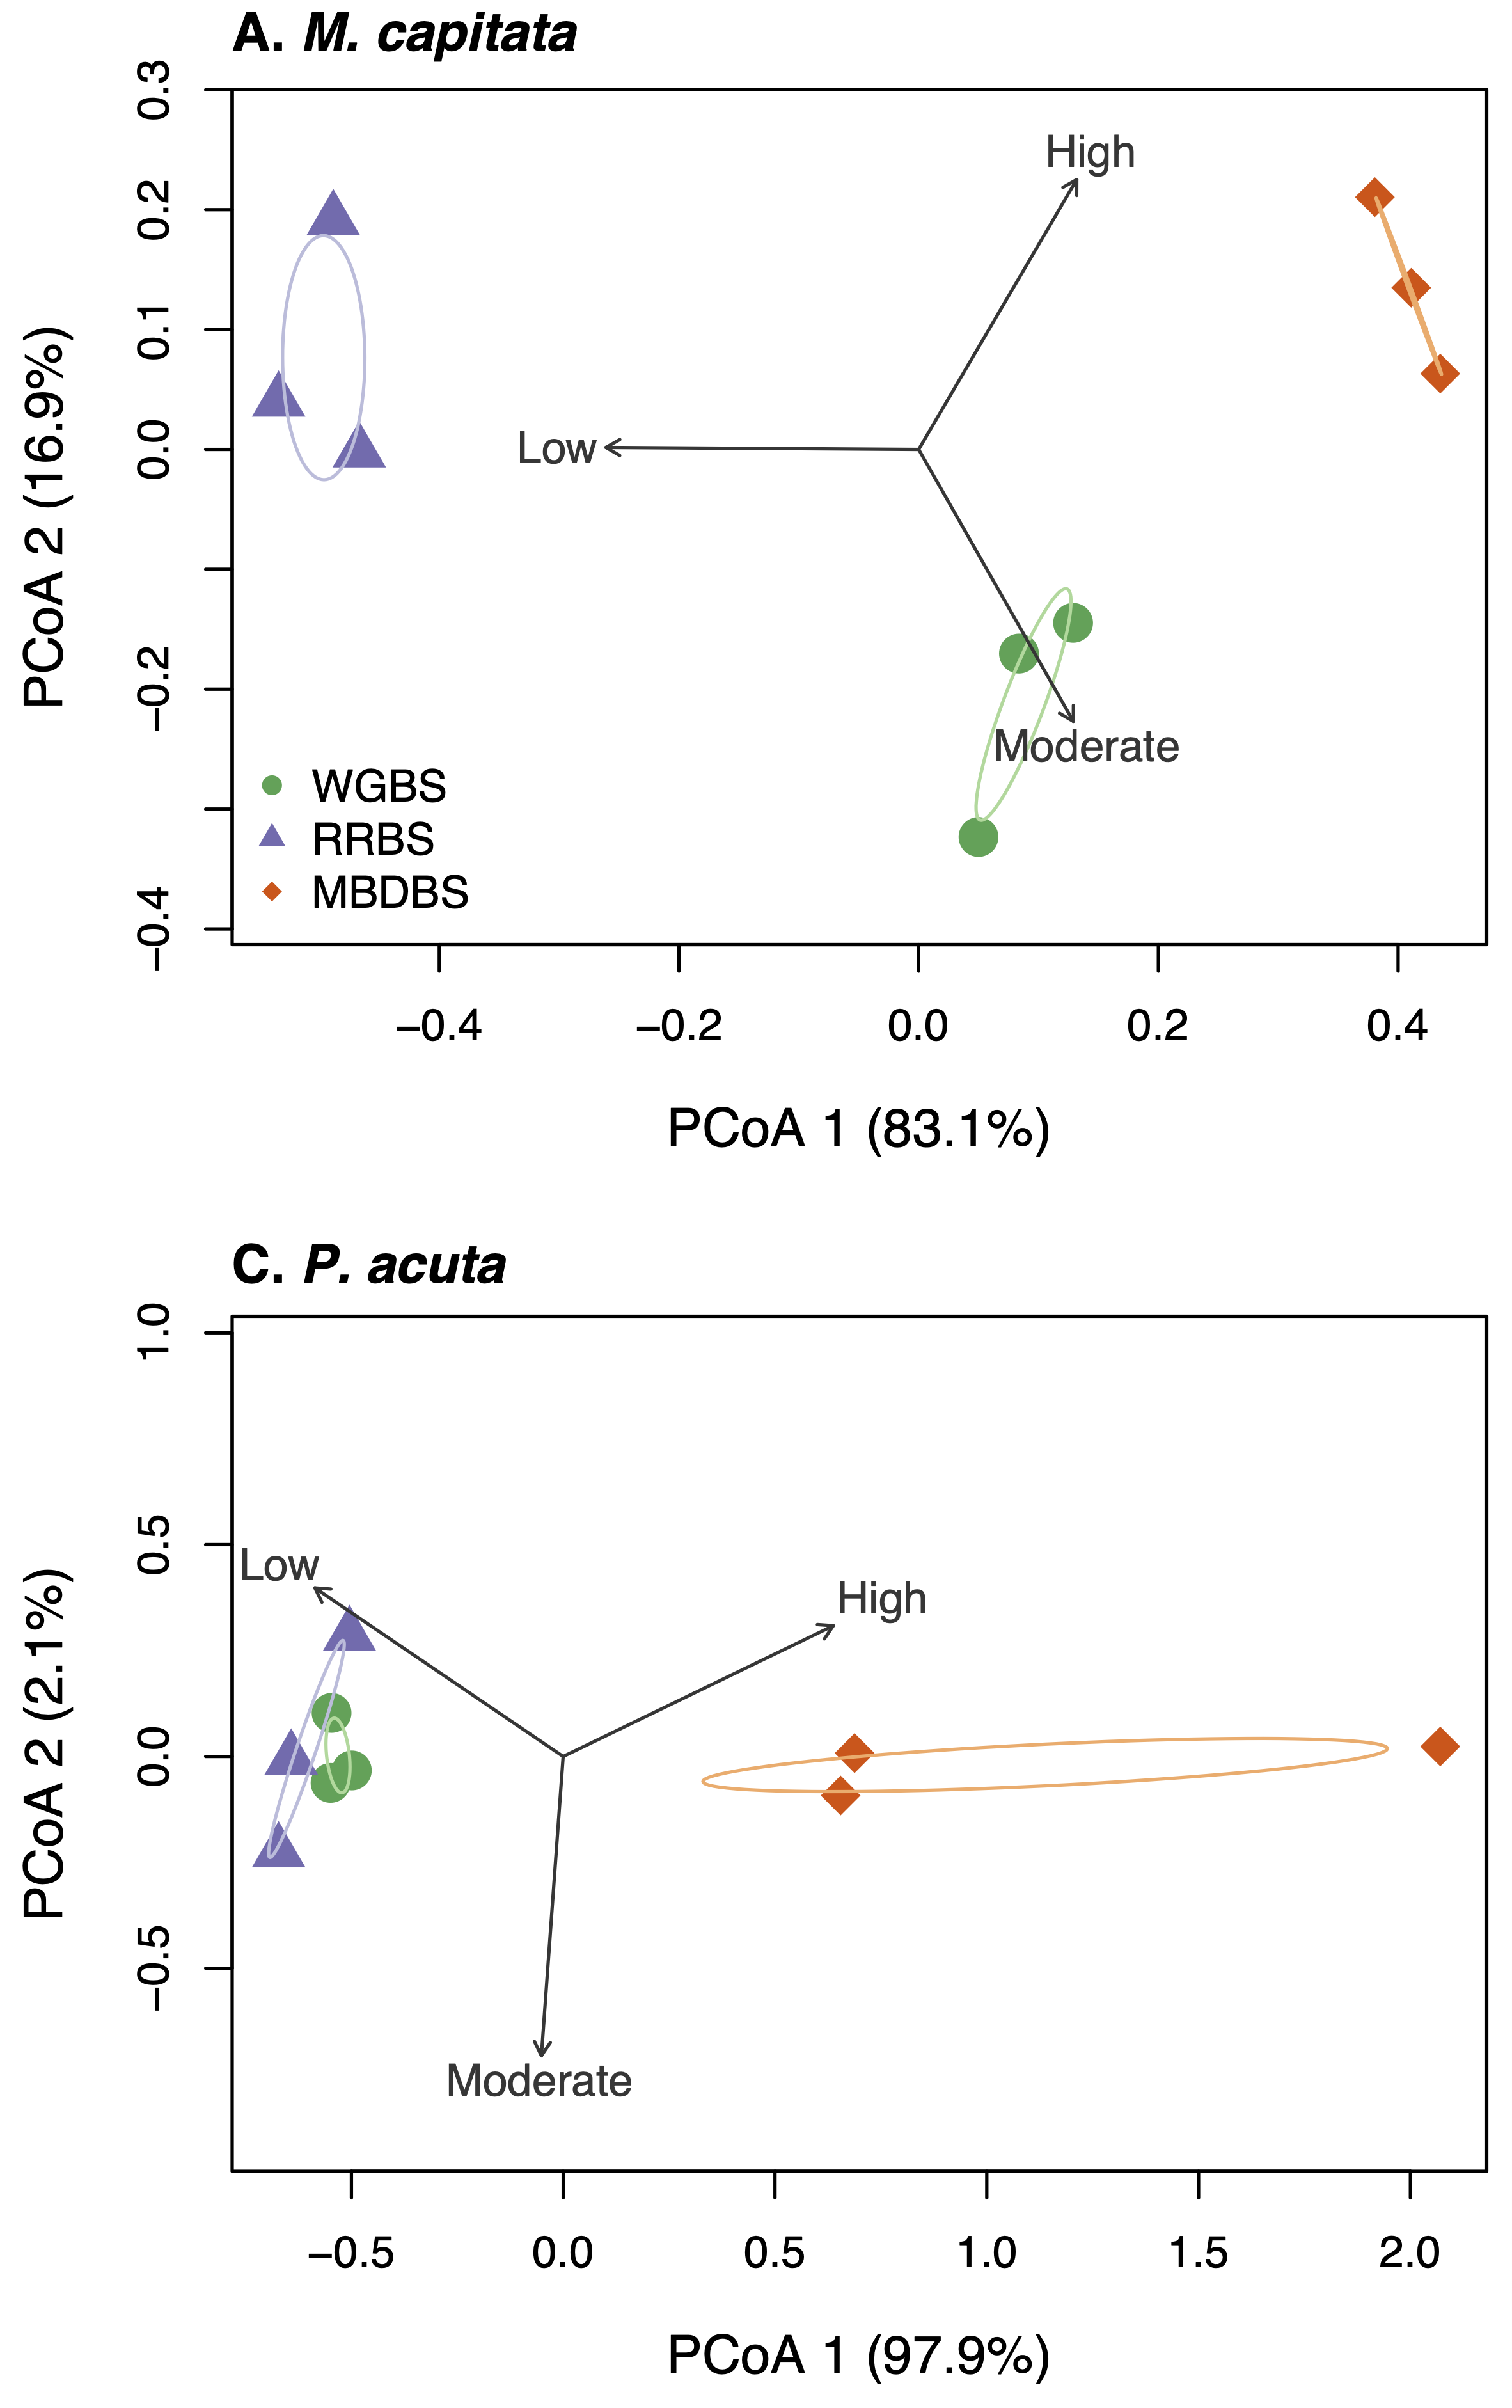 A. M. capitata
0.3
0.2
0.1
0.0
−0.2
−0.4
PCoA 2 (16.9%)
High
Low
Moderate
WGBS
RRBS
MBDBS
−0.4 −0.2 0.0 0.2 0.4
PCoA 1 (83.1%)
C. P. acuta
1.0
0.5
0.0
−0.5
PCoA 2 (2.1%)
Low
High
Moderate
−0.5 0.0 0.5 1.0 1.5 2.0
PCoA 1 (97.9%)